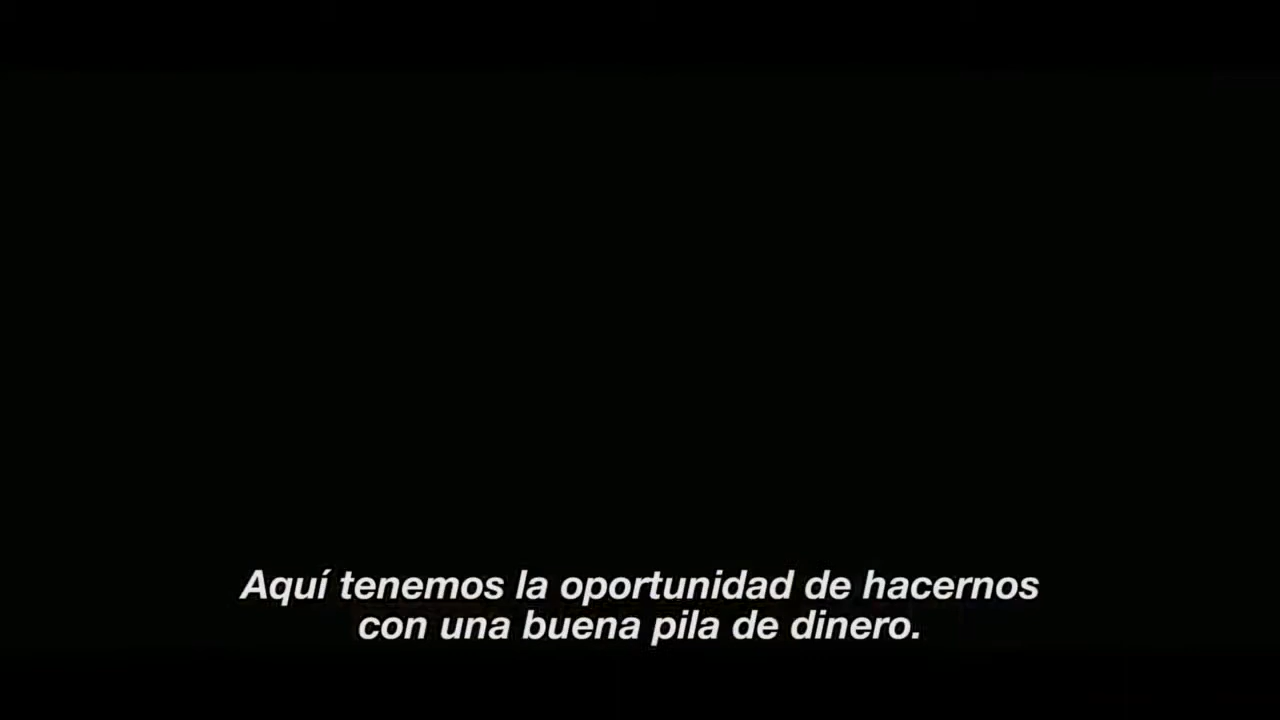 Aquí tenemos la oportunidad de hacernos
con una buena pila de dinero.